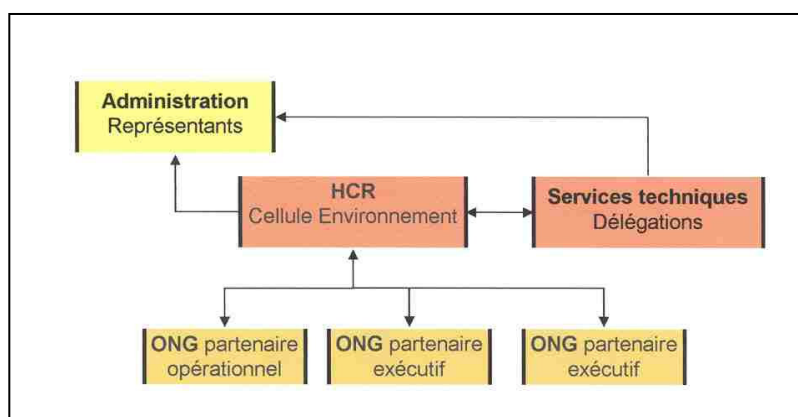 Administration
Représentants
HCR
Cellule Environnement
Services techniques
Délégations
ONG partenaire
opérationnel
ONG partenaire
exécutif
ONG partenaire
exécutif